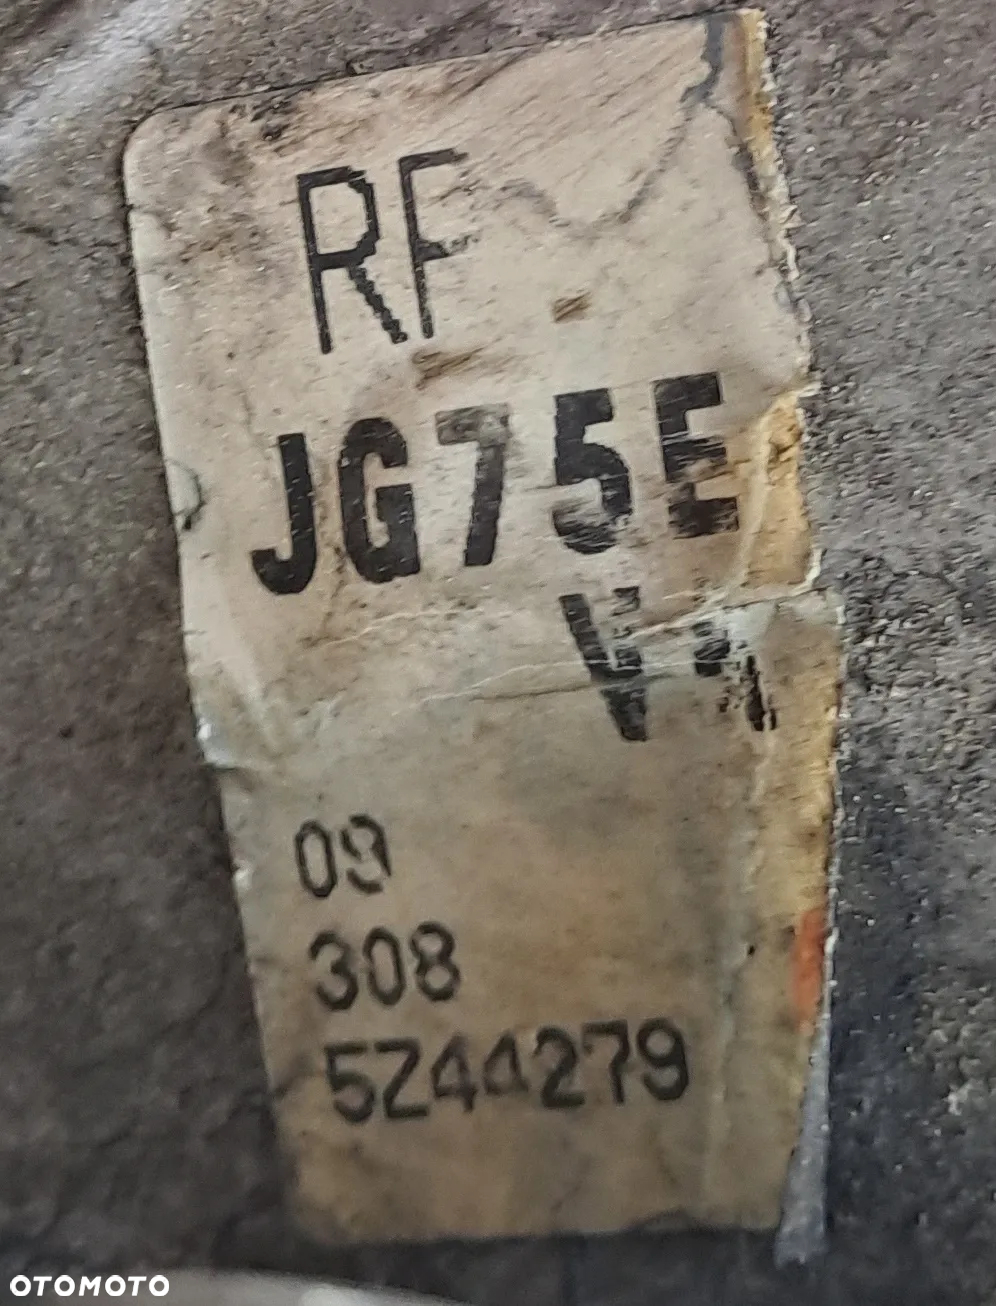 RF
JG75E
09
308
5Z44279
OTOMOTO